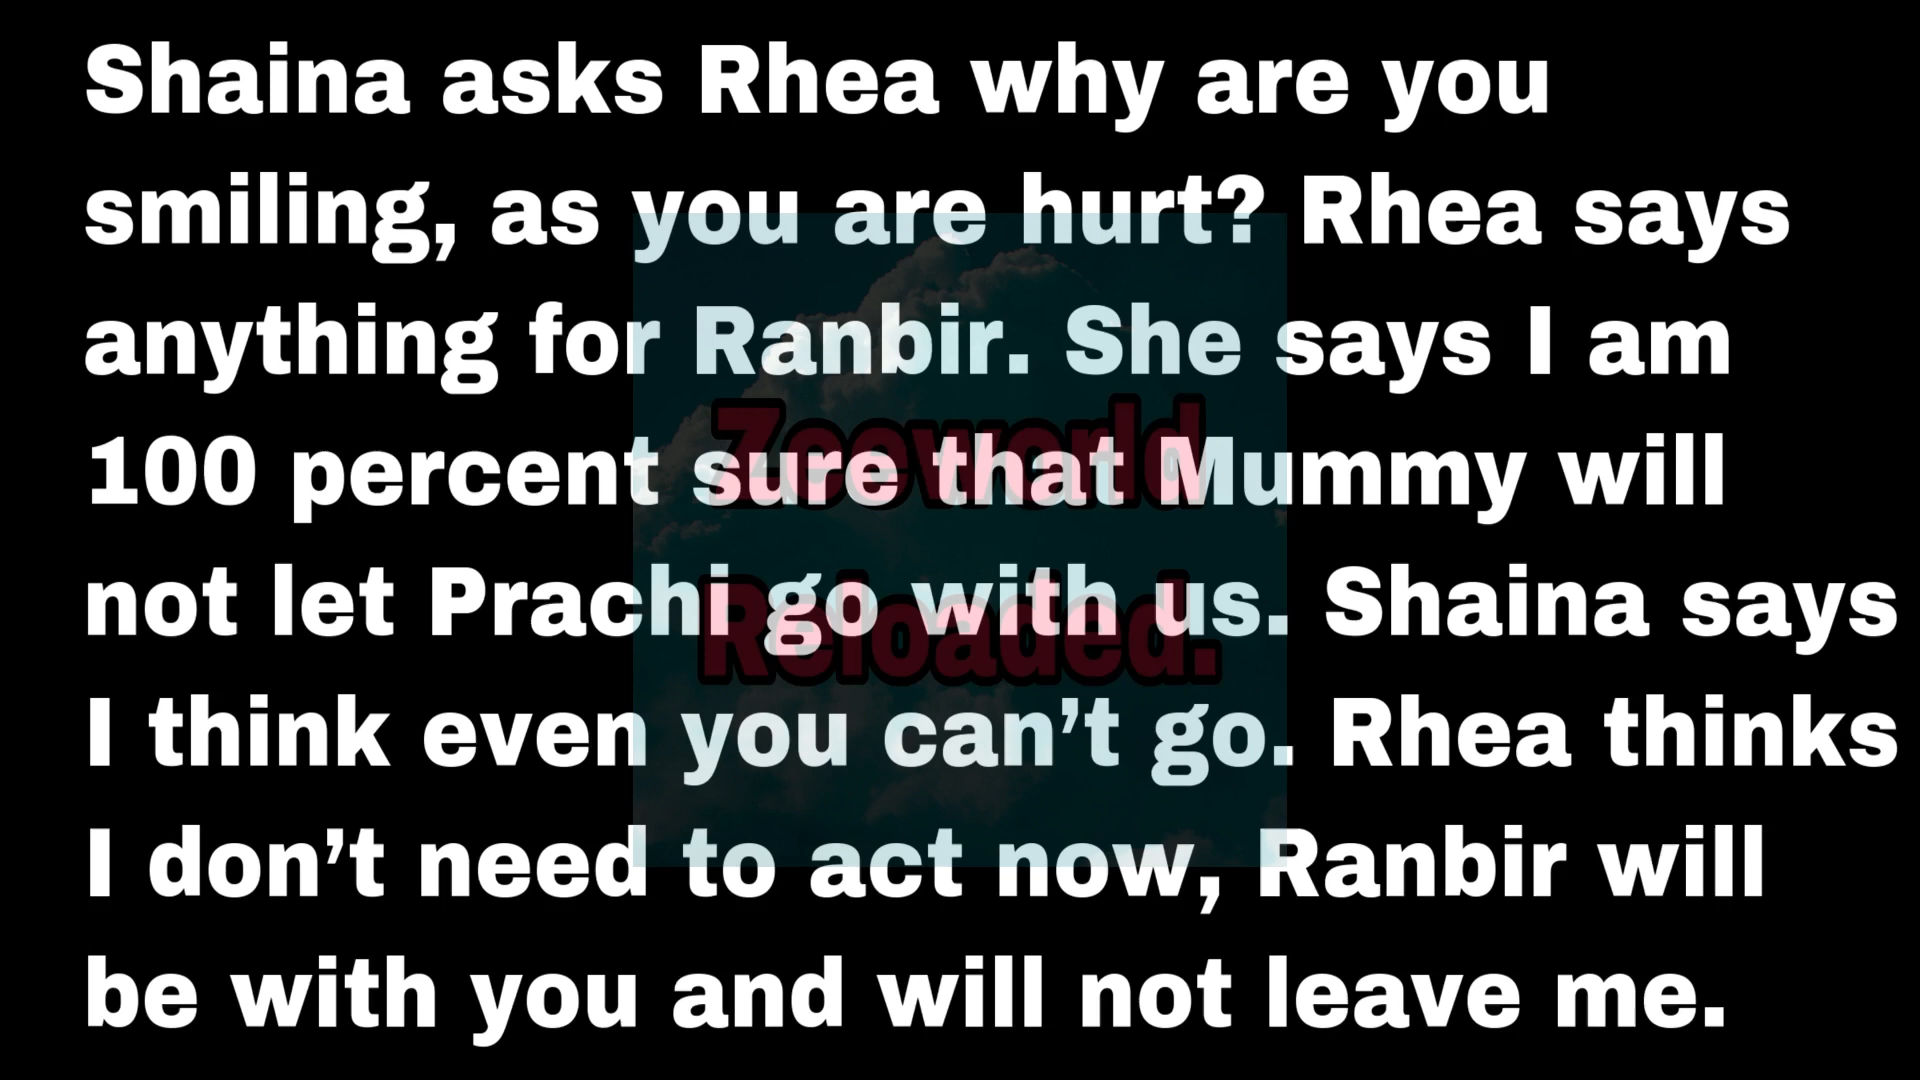 Shaina asks Rhea why are you
smiling, as you are hurt? Rhea says
anything for Ranbir. She says I am
100 percent sure that Mummy will
not let Prachi go with us. Shaina says
I think even you can’t go. Rhea thinks
I don’t need to act now, Ranbir will
be with you and will not leave me.
Zeeworld
Reloaded.